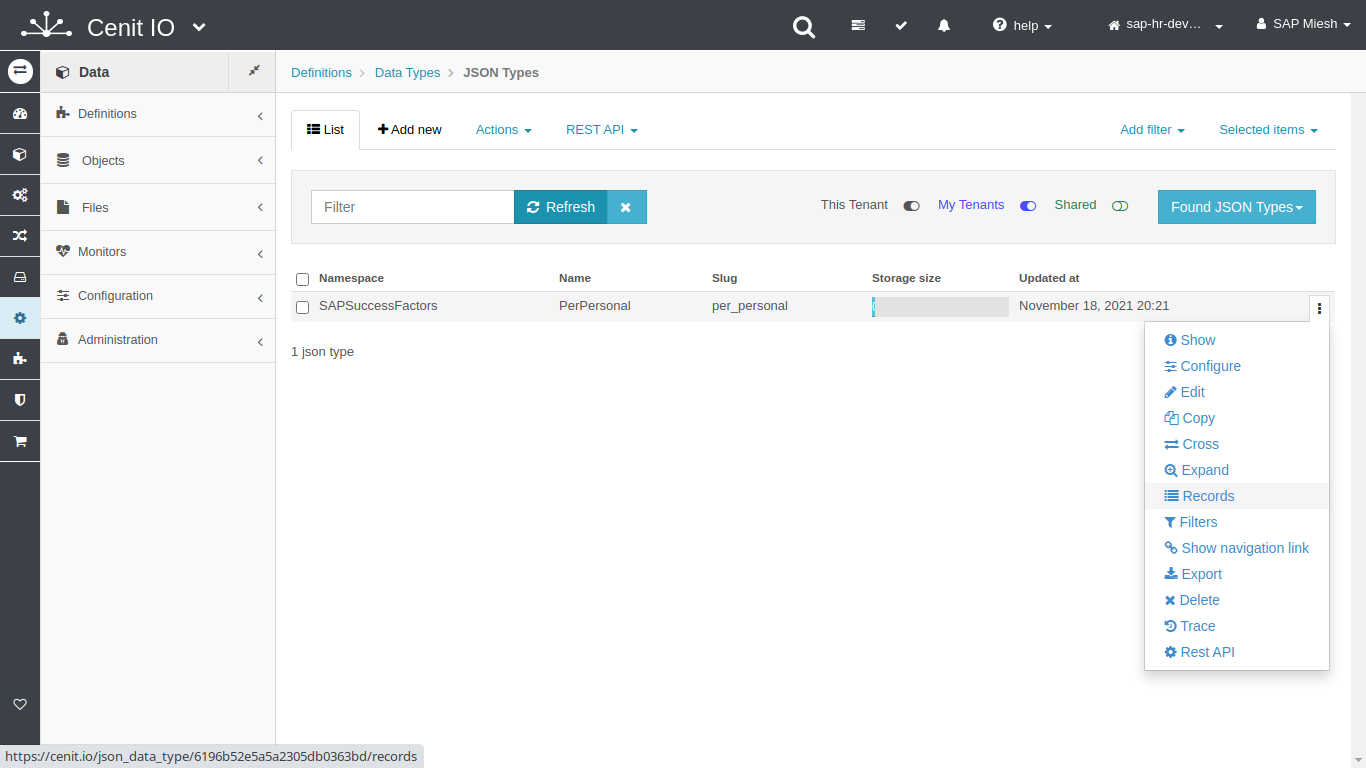 Cenit IO
help
sap-hr-dev…
SAP Miesh
Data
Definitions
Data Types
JSON Types
Definitions
Objects
Files
Monitors
Configuration
Administration
List
Add new
Actions
REST API
Add filter
Selected items
Filter
Refresh
This Tenant
My Tenants
Shared
Found JSON Types
Namespace Name Slug Storage size Updated at
SAPSuccessFactors PerPersonal per_personal November 18, 2021 20:21
1 json type
Show
Configure
Edit
Copy
Cross
Expand
Records
Filters
Show navigation link
Export
Delete
Trace
Rest API
https://cenit.io/json_data_type/6196b52e5a5a2305db0363bd/records